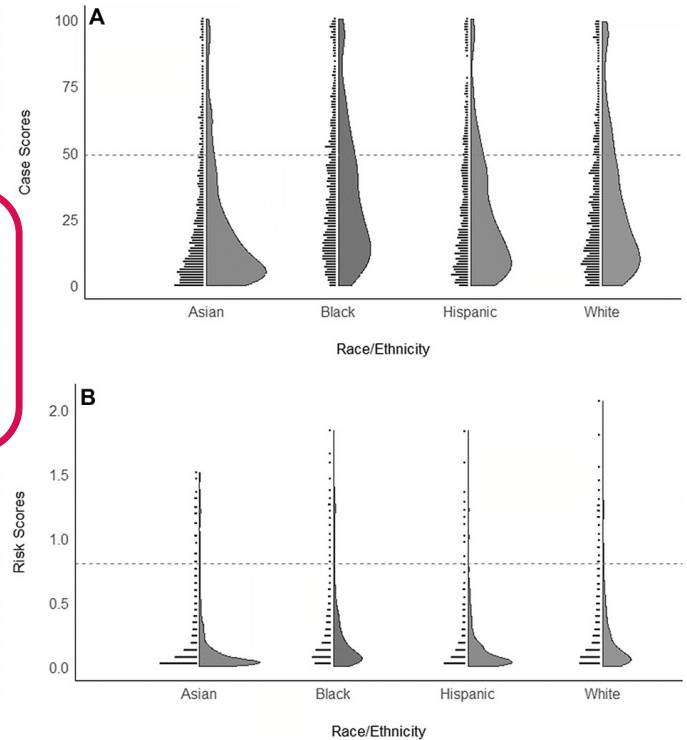 A
100
75
50
25
0
Case Scores
Asian Black Hispanic White
Race/Ethnicity
B
2.0
1.5
1.0
0.5
0.0
Risk Scores
Asian Black Hispanic White
Race/Ethnicity